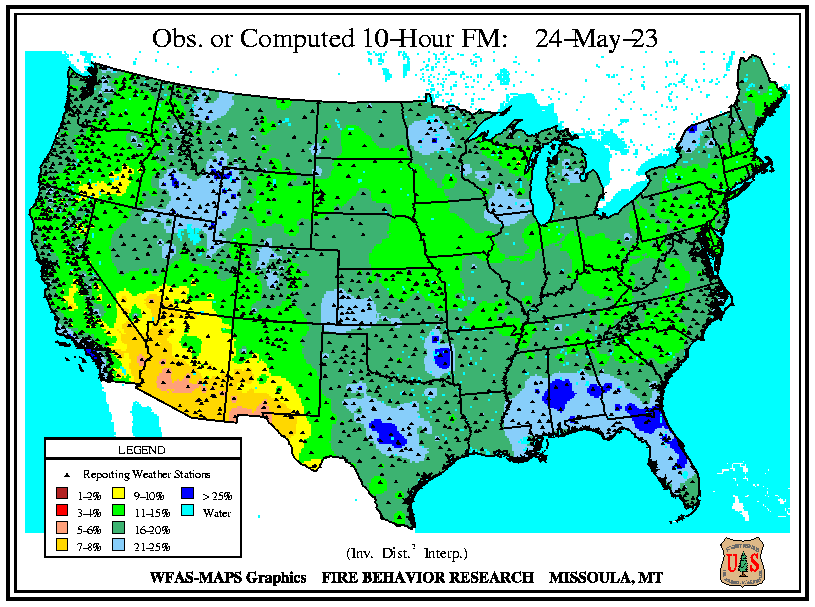 Obs. or Computed 10-Hour FM: 24-May-23
LEGEND
Reporting Weather Stations
1-2% 9-10% > 25%
3-4% 11-15% Water
5-6% 16-20%
7-8% 21-25%
(Inv. Dist.² Interp.)
WFAS-MAPS Graphics FIRE BEHAVIOR RESEARCH MISSOULA, MT
U S